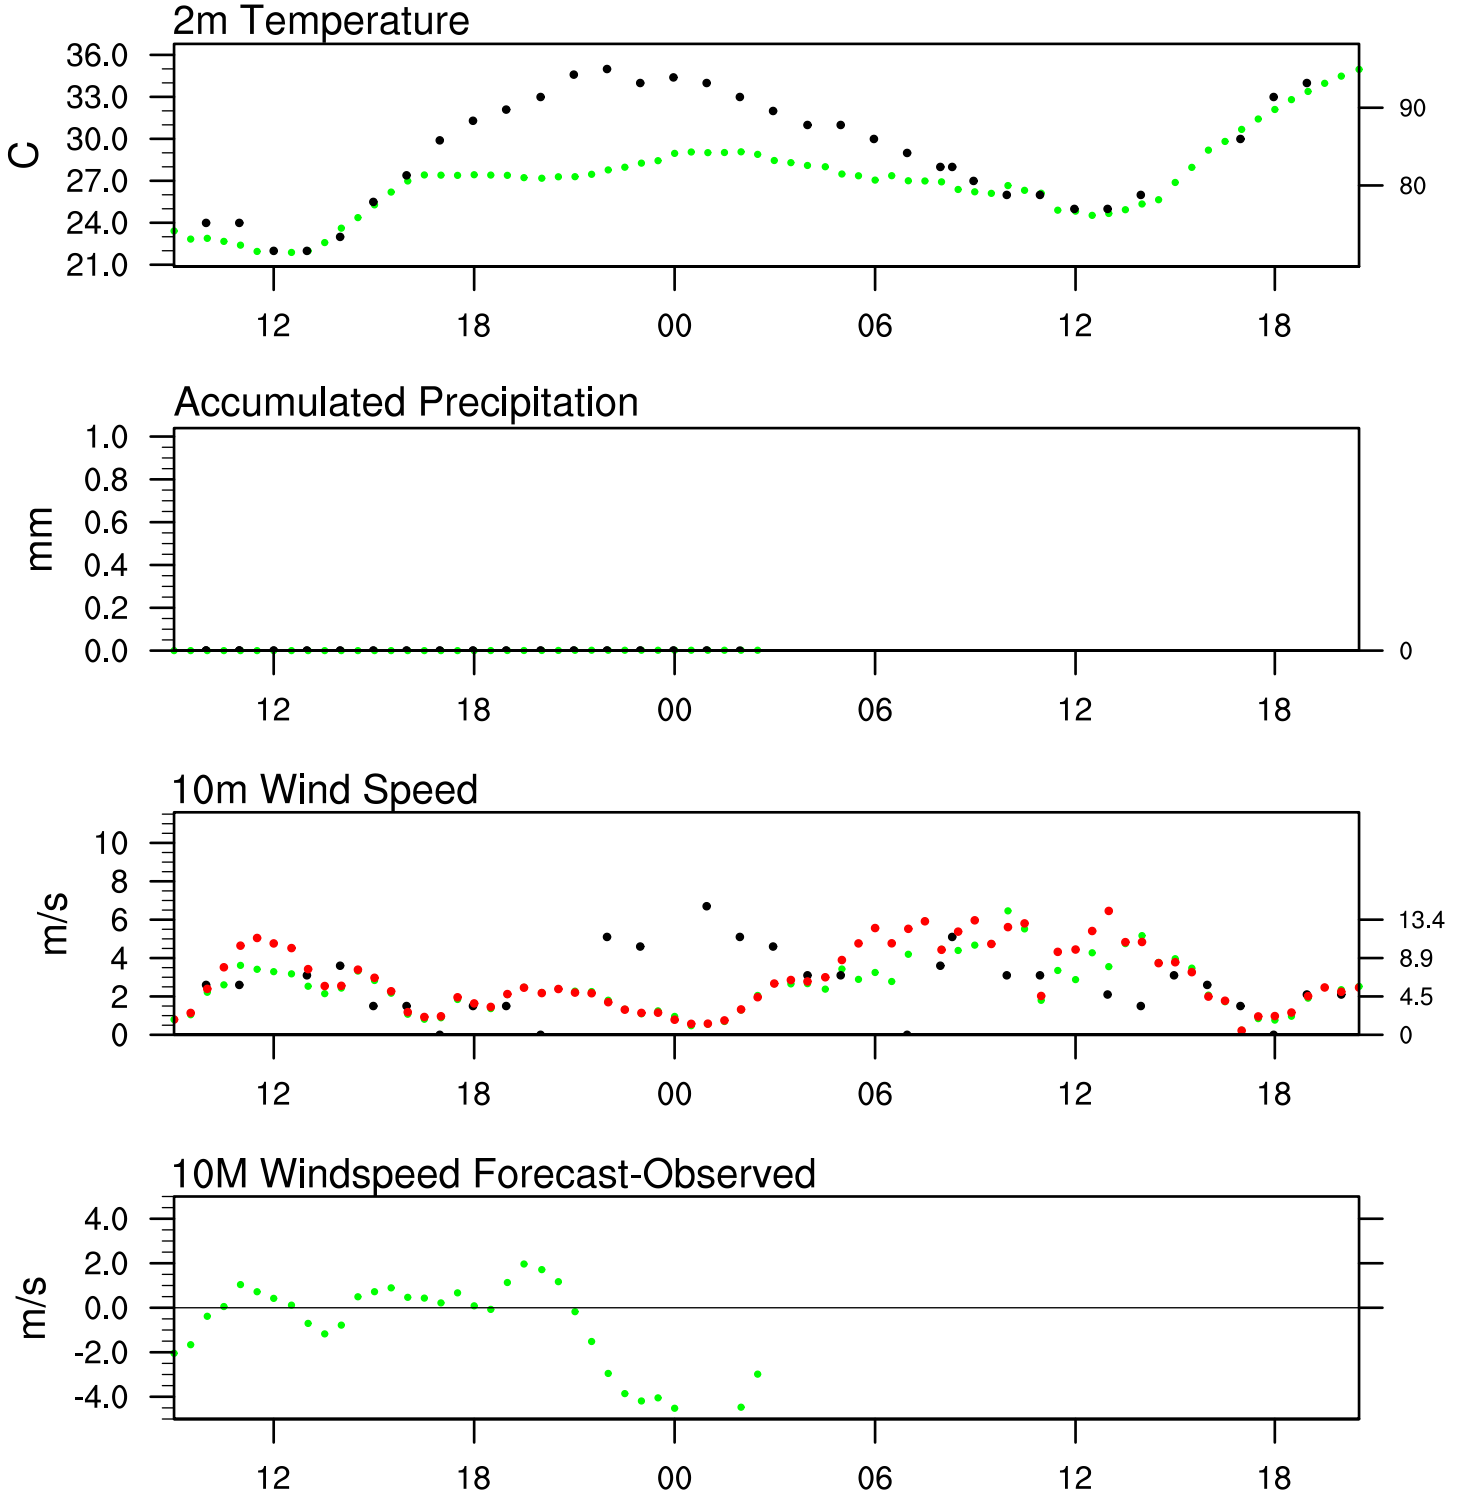 2m Temperature
36.0
33.0
90
30.0
C
27.0
80
24.0
21.0
12 18 00 06 12 18
Accumulated Precipitation
1.0
0.8
0.6
mm
0.4
0.2
0.0
0
12 18 00 06 12 18
10m Wind Speed
10
8
6
13.4
m/s
4
8.9
2
4.5
0
0
12 18 00 06 12 18
10M Windspeed Forecast-Observed
4.0
2.0
0.0
m/s
-2.0
-4.0
12 18 00 06 12 18